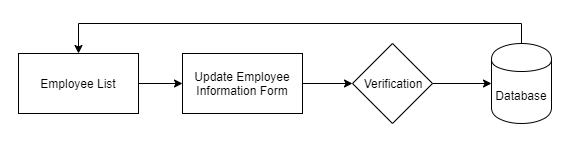 Employee List
Update Employee
Information Form
Verification
Database